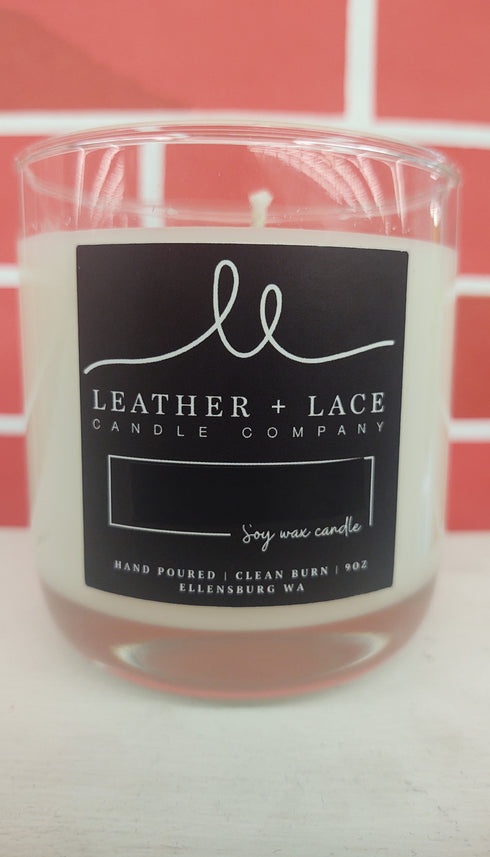 LEATHER + LACE
CANDLE COMPANY
Soy wax candle
HAND POURED | CLEAN BURN | 9OZ
ELLENSBURG WA